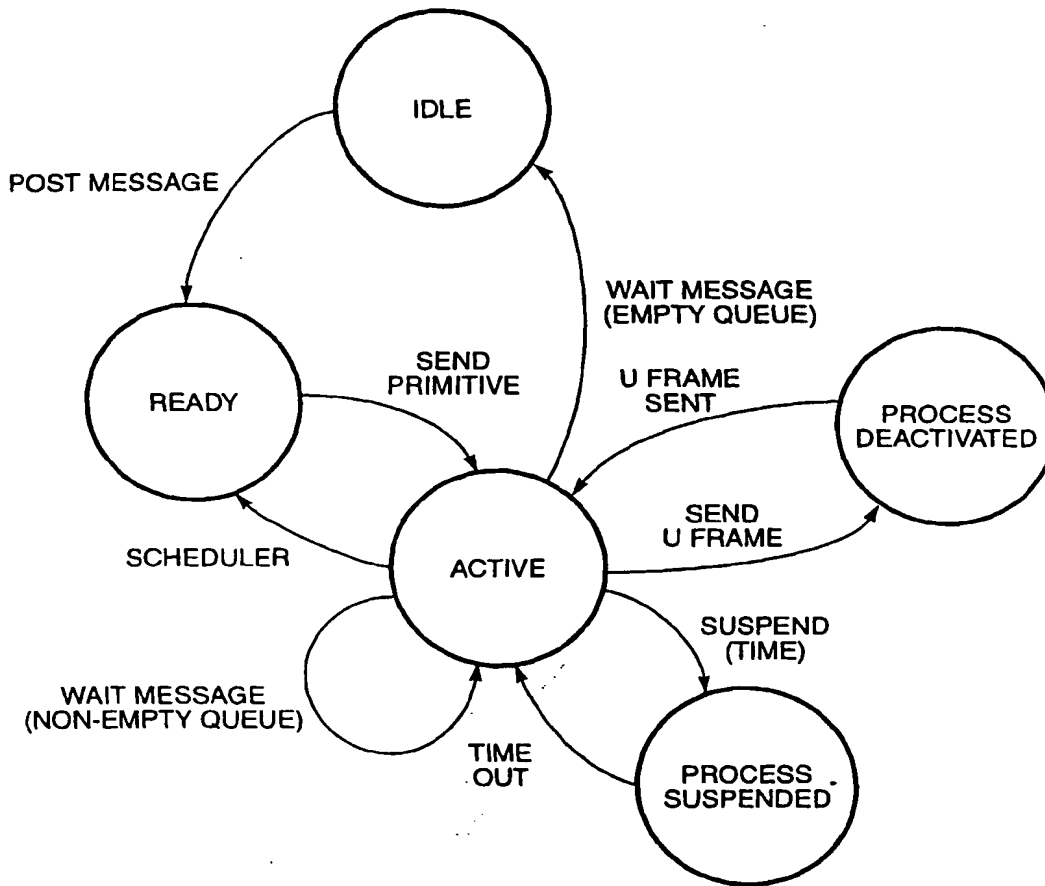 IDLE
POST MESSAGE
WAIT MESSAGE
(EMPTY QUEUE)
SEND
PRIMITIVE
U FRAME
SENT
READY
PROCESS
DEACTIVATED
SEND
U FRAME
SCHEDULER
ACTIVE
SUSPEND
(TIME)
WAIT MESSAGE
(NON-EMPTY QUEUE)
TIME
OUT
PROCESS
SUSPENDED